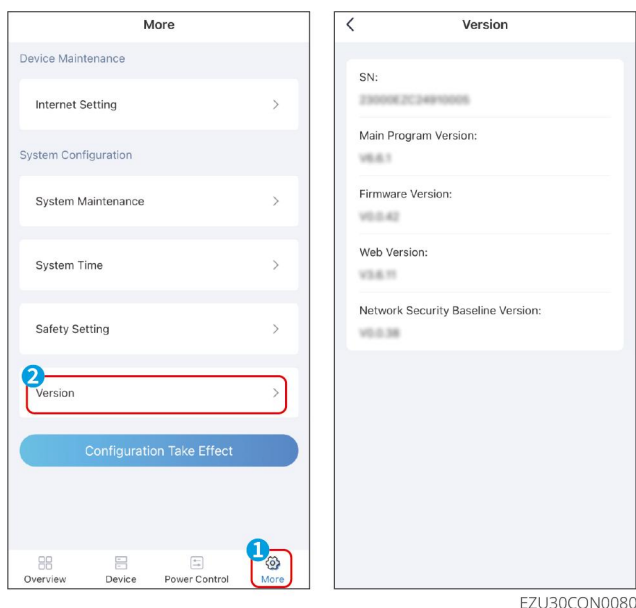 More
Device Maintenance
Internet Setting
System Configuration
System Maintenance
System Time
Safety Setting
2
Version
Configuration Take Effect
1
Overview
Device
Power Control
More
Version
SN:
Main Program Version:
Firmware Version:
Web Version:
Network Security Baseline Version:
EZU30CON0080